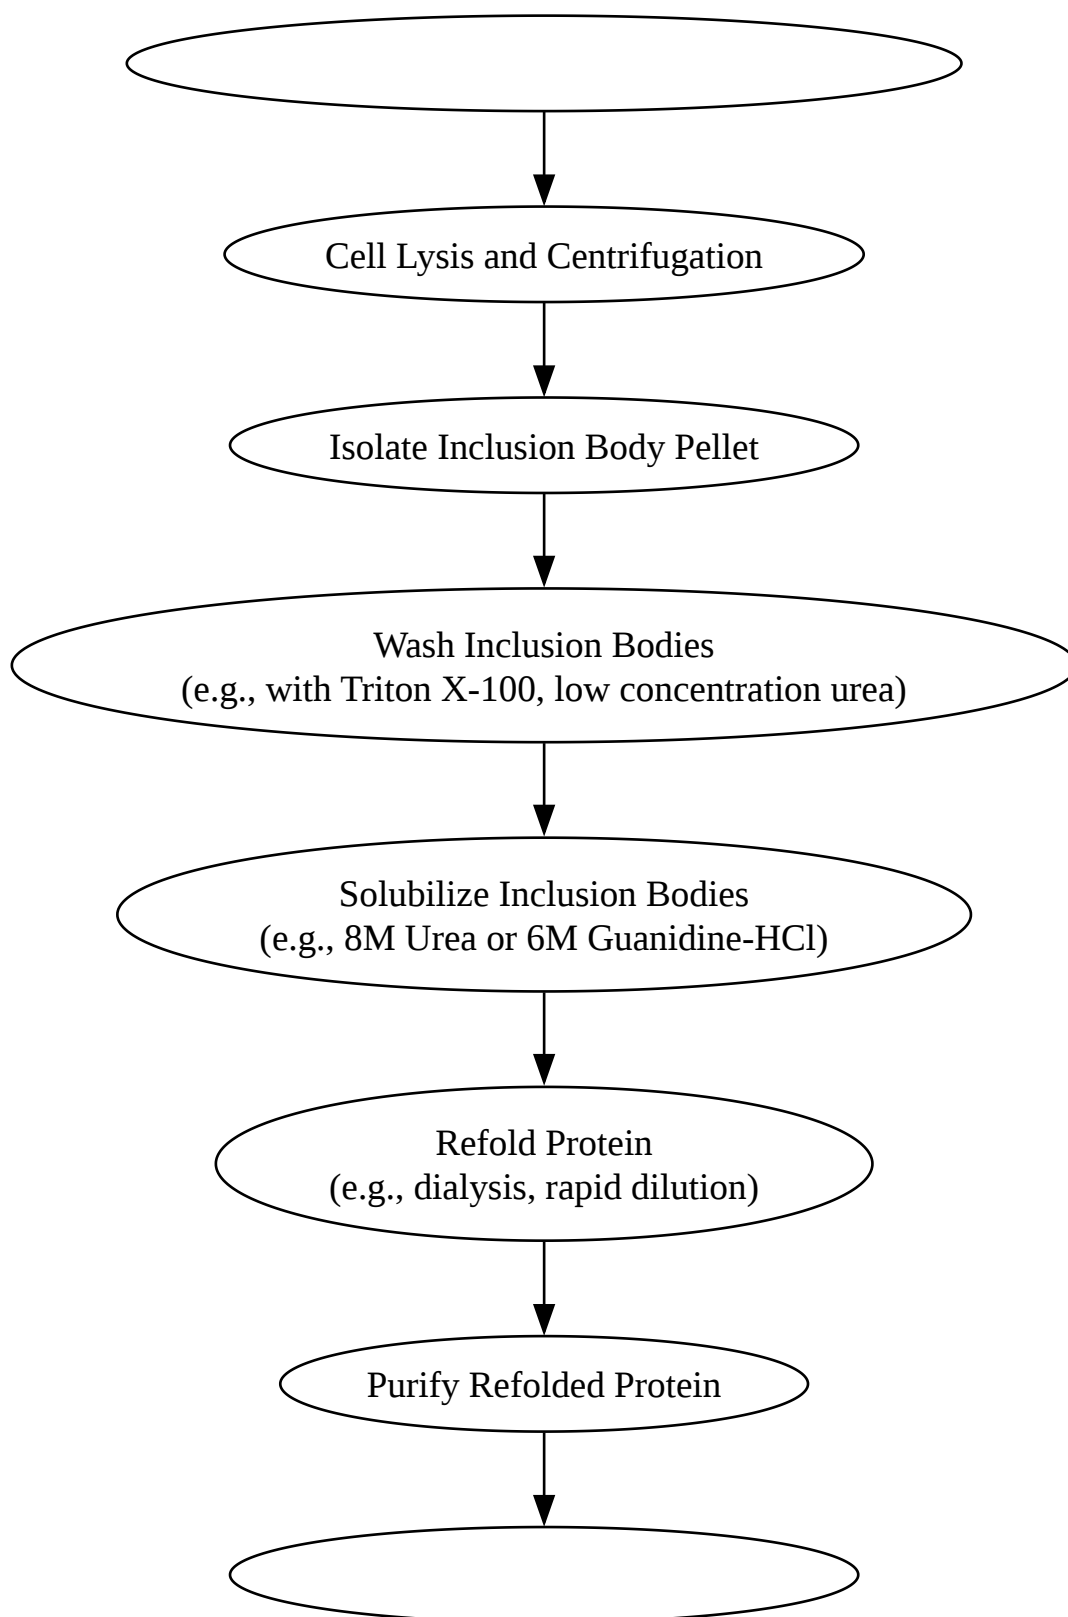 Cell Lysis and Centrifugation
Isolate Inclusion Body Pellet
Wash Inclusion Bodies
(e.g., with Triton X-100, low concentration urea)
Solubilize Inclusion Bodies
(e.g., 8M Urea or 6M Guanidine-HCl)
Refold Protein
(e.g., dialysis, rapid dilution)
Purify Refolded Protein